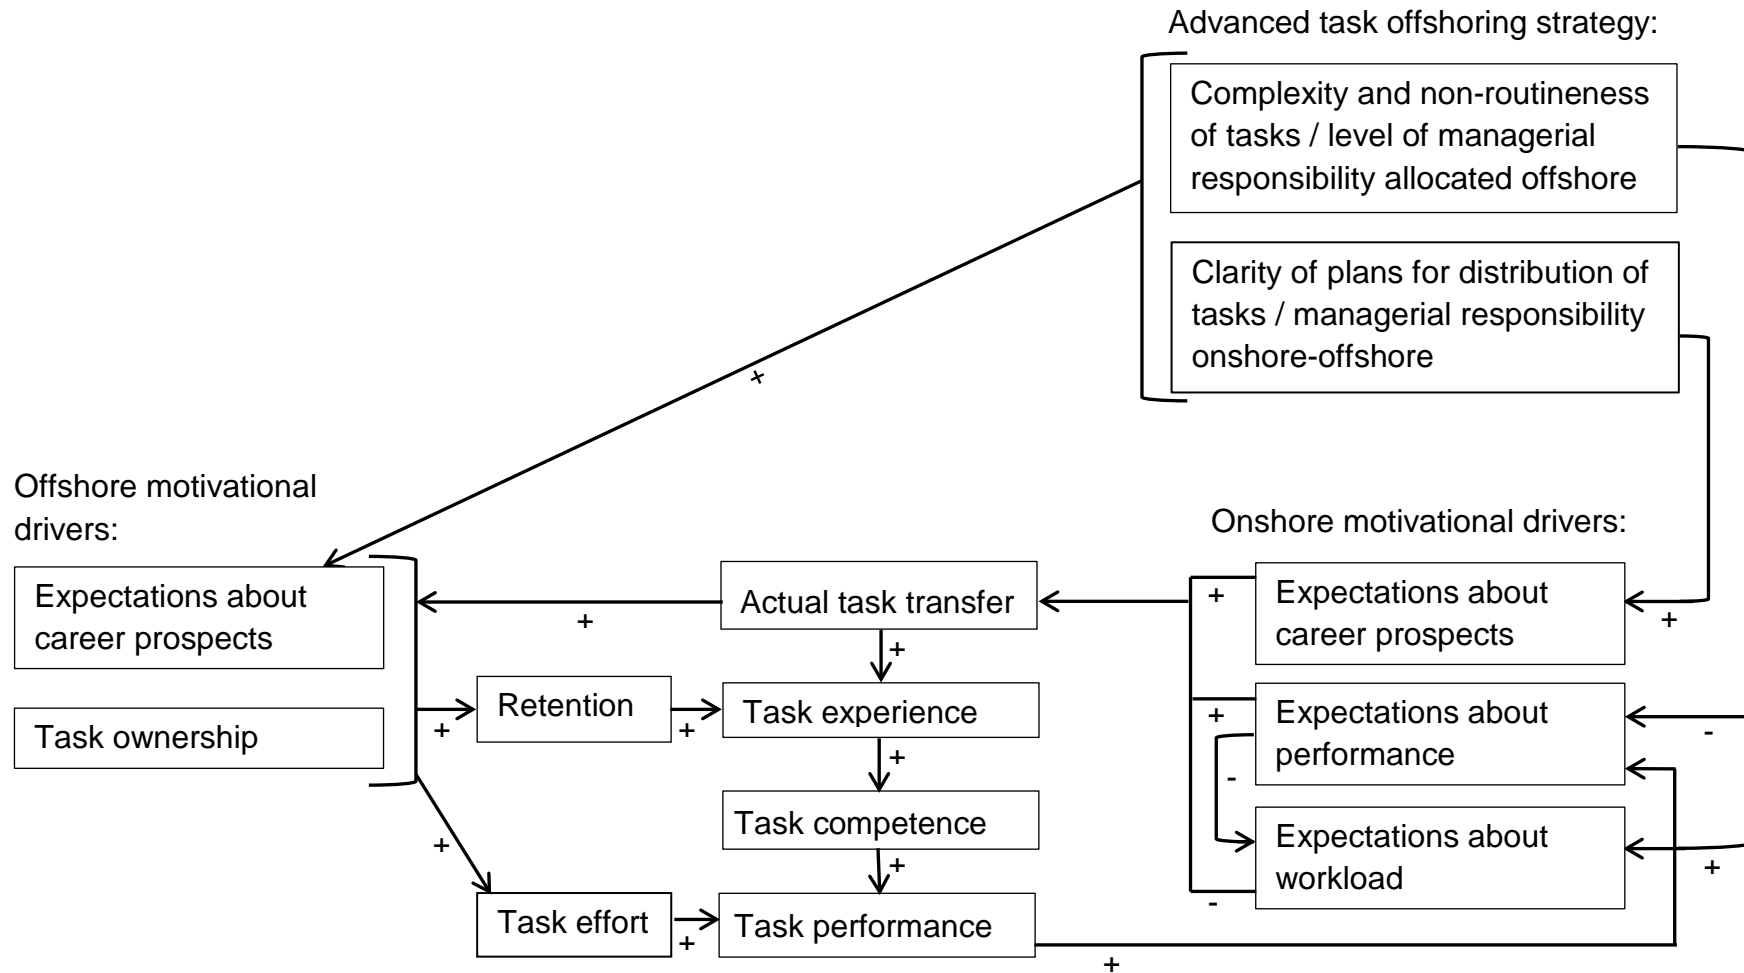 Advanced task offshoring strategy:
Complexity and non-routineness
of tasks / level of managerial
responsibility allocated offshore
Clarity of plans for distribution of
tasks / managerial responsibility
onshore-offshore
+
Offshore motivational
drivers:
Expectations about
career prospects
Task ownership
Onshore motivational drivers:
Actual task transfer
+
+
Retention
+
+
Task experience
+
Task competence
+
+
Task effort
+
Task performance
+
Expectations about
career prospects
+
+
Expectations about
performance
+
-
-
Expectations about
workload
-
+